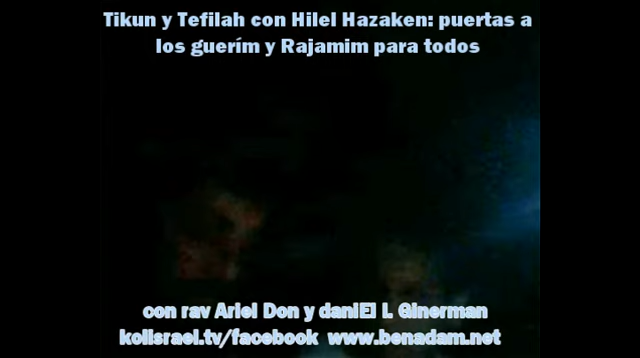 Tikun y Tefilah con Hilel Hazaken: puertas a
los guerím y Rajamim para todos
con rav Ariel Don y daniEl I. Ginerman
kolisrael.tv/facebook www.benadam.net